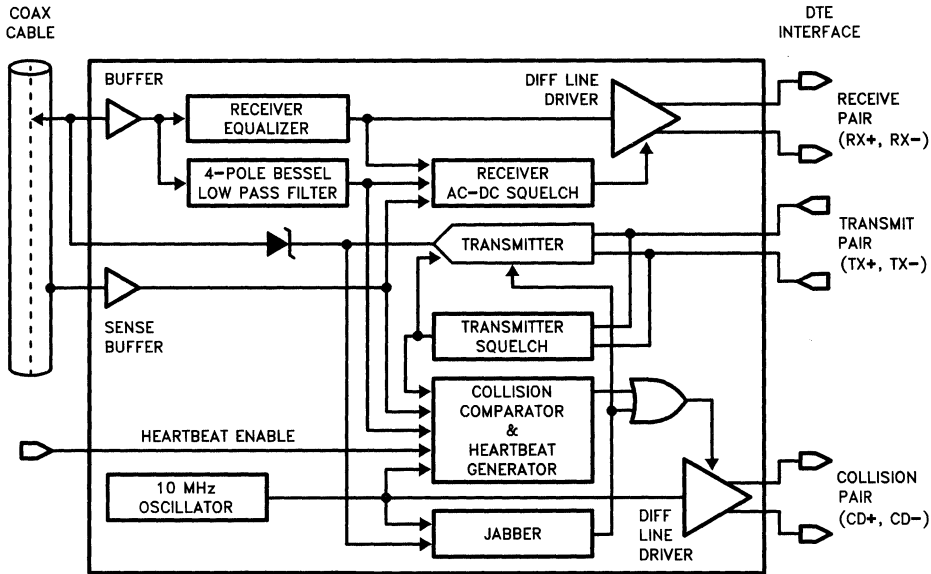 COAX
CABLE
DTE
INTERFACE
BUFFER
DIFF LINE
DRIVER
RECEIVER
EQUALIZER
RECEIVE
PAIR
(RX+, RX−)
4-POLE BESSEL
LOW PASS FILTER
RECEIVER
AC-DC SQUELCH
TRANSMITTER
TRANSMIT
PAIR
(TX+, TX−)
SENSE
BUFFER
TRANSMITTER
SQUELCH
COLLISION
COMPARATOR
&
HEARTBEAT
GENERATOR
HEARTBEAT ENABLE
10 MHz
OSCILLATOR
JABBER
DIFF
LINE
DRIVER
COLLISION
PAIR
(CD+, CD−)